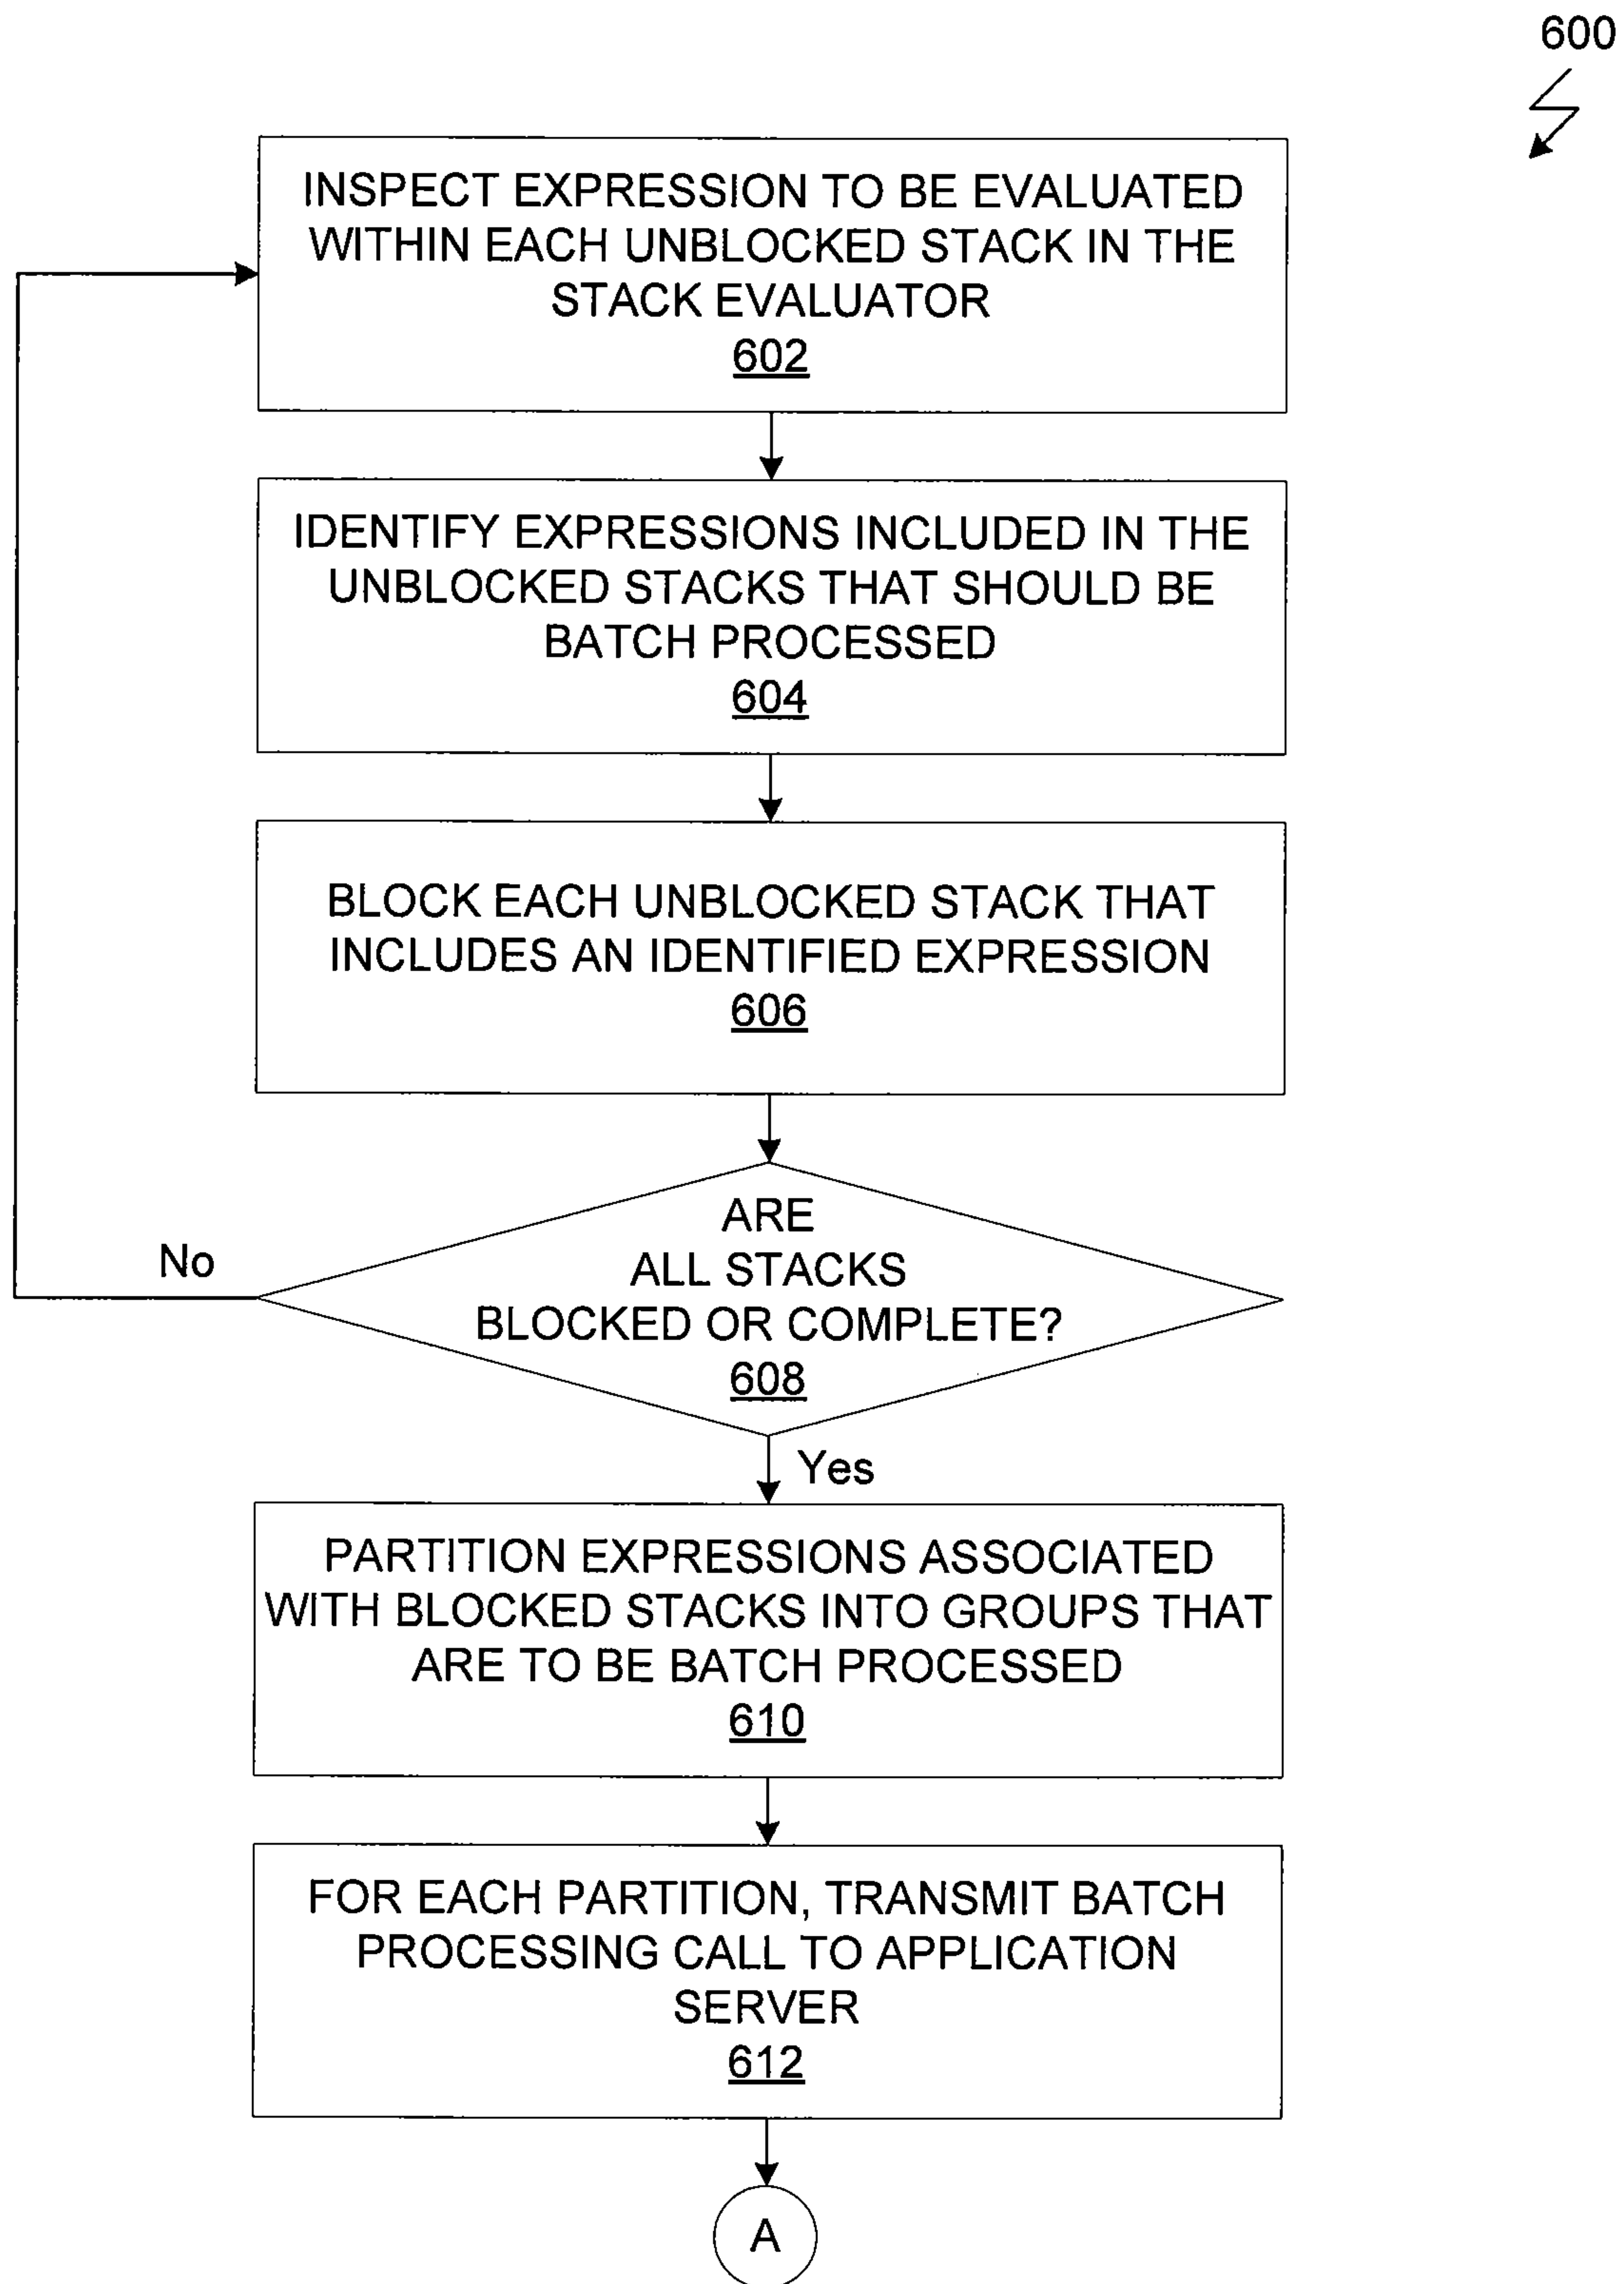 600
INSPECT EXPRESSION TO BE EVALUATED
WITHIN EACH UNBLOCKED STACK IN THE
STACK EVALUATOR
602
IDENTIFY EXPRESSIONS INCLUDED IN THE
UNBLOCKED STACKS THAT SHOULD BE
BATCH PROCESSED
604
BLOCK EACH UNBLOCKED STACK THAT
INCLUDES AN IDENTIFIED EXPRESSION
606
ARE
ALL STACKS
BLOCKED OR COMPLETE?
608
No
Yes
PARTITION EXPRESSIONS ASSOCIATED
WITH BLOCKED STACKS INTO GROUPS THAT
ARE TO BE BATCH PROCESSED
610
FOR EACH PARTITION, TRANSMIT BATCH
PROCESSING CALL TO APPLICATION
SERVER
612
A